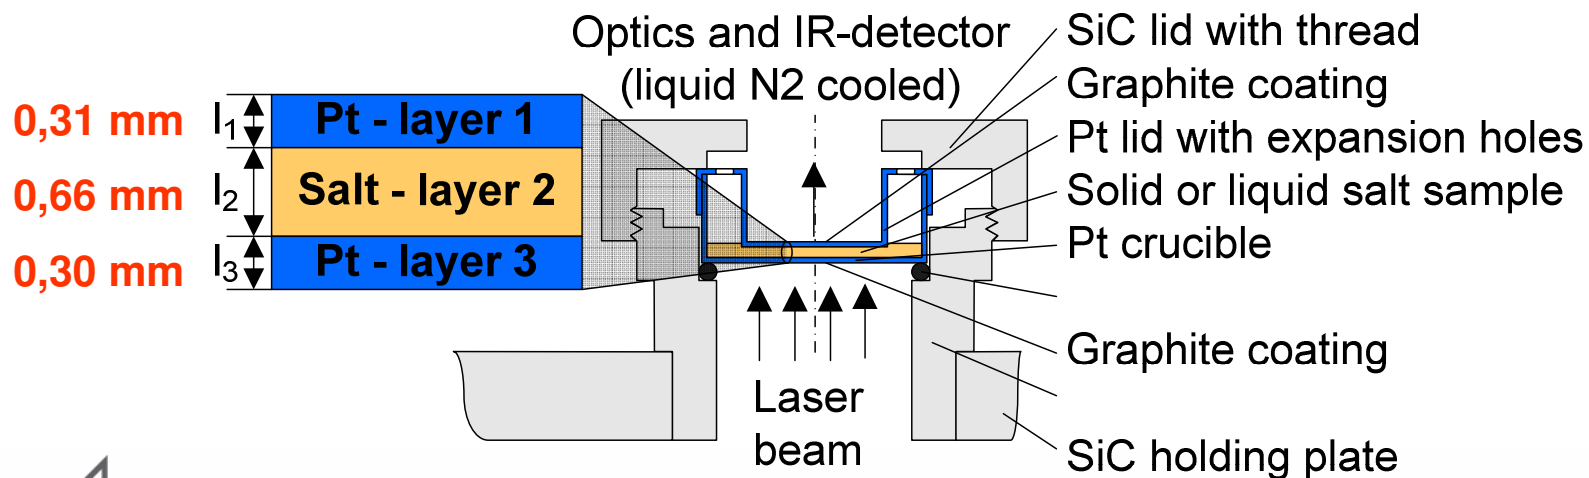 Optics and IR-detector
(liquid N2 cooled)
0,31 mm
l1
Pt - layer 1
0,66 mm
l2
Salt - layer 2
0,30 mm
l3
Pt - layer 3
SiC lid with thread
Graphite coating
Pt lid with expansion holes
Solid or liquid salt sample
Pt crucible
Graphite coating
SiC holding plate
Laser
beam